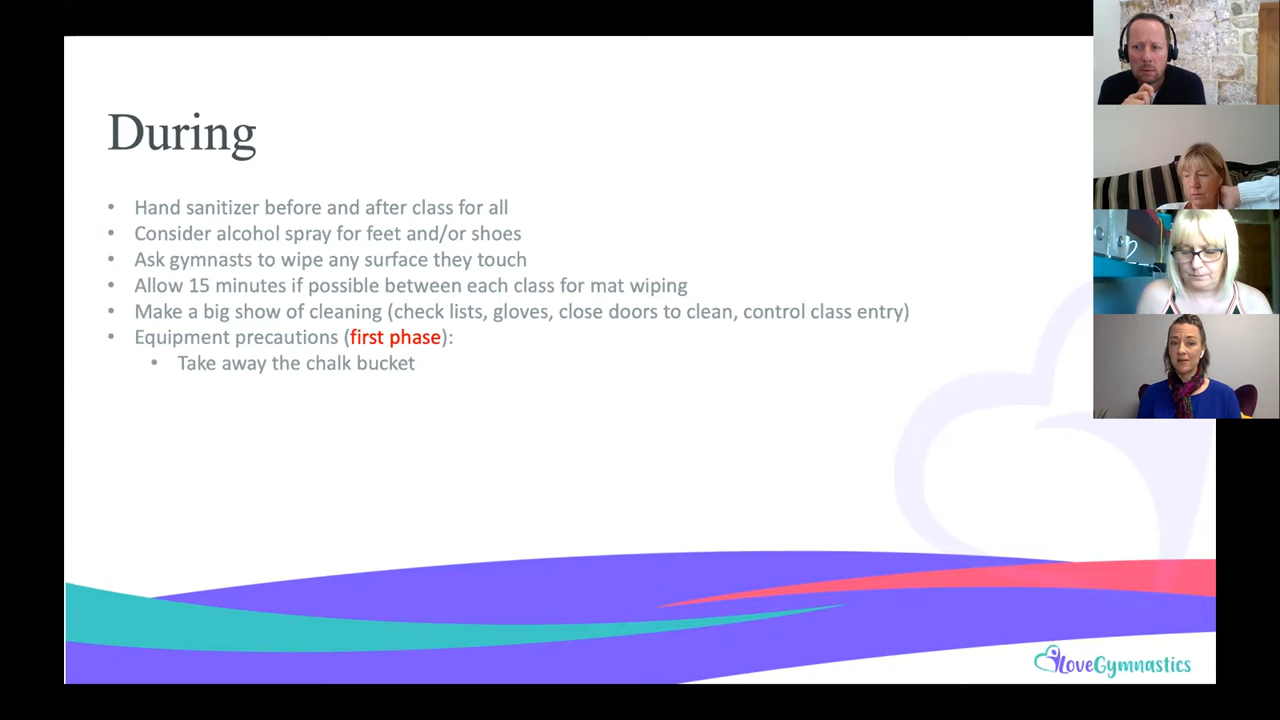 During
• Hand sanitizer before and after class for all
• Consider alcohol spray for feet and/or shoes
• Ask gymnasts to wipe any surface they touch
• Allow 15 minutes if possible between each class for mat wiping
• Make a big show of cleaning (check lists, gloves, close doors to clean, control class entry)
• Equipment precautions (first phase):
• Take away the chalk bucket
iLoveGymnastics